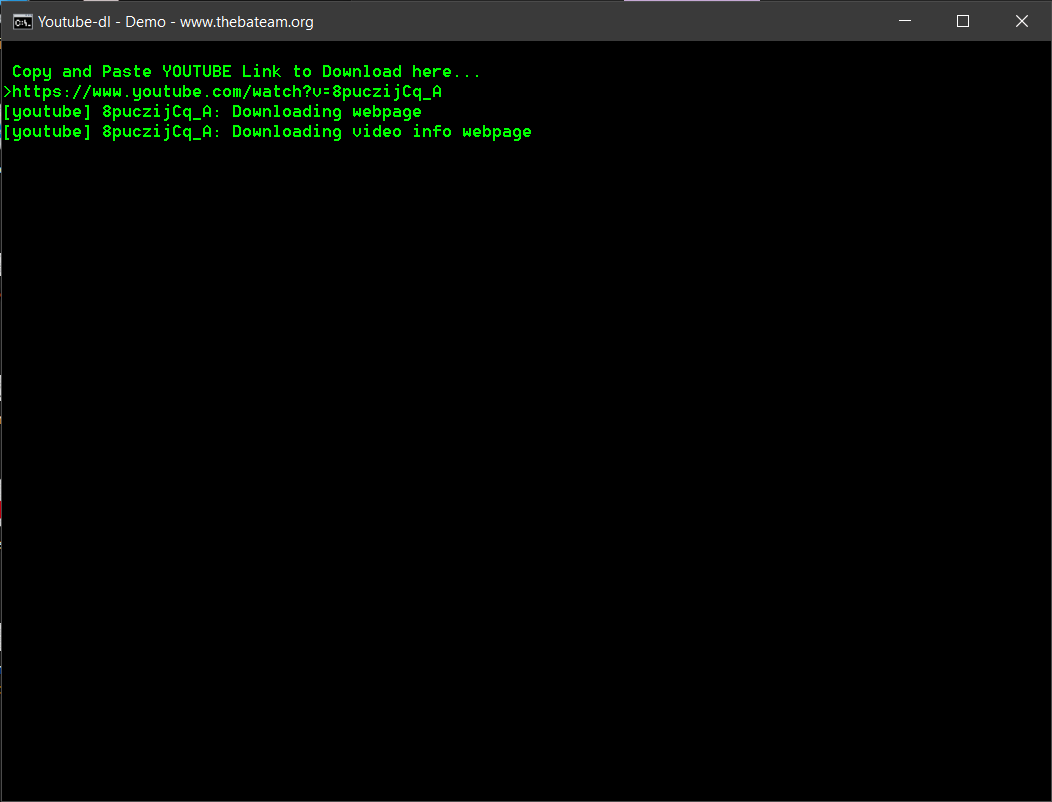 Youtube-dl - Demo - www.thebateam.org
Copy and Paste YOUTUBE Link to Download here...
>https://www.youtube.com/watch?v=8puczijCq_A
[youtube] 8puczijCq_A: Downloading webpage
[youtube] 8puczijCq_A: Downloading video info webpage